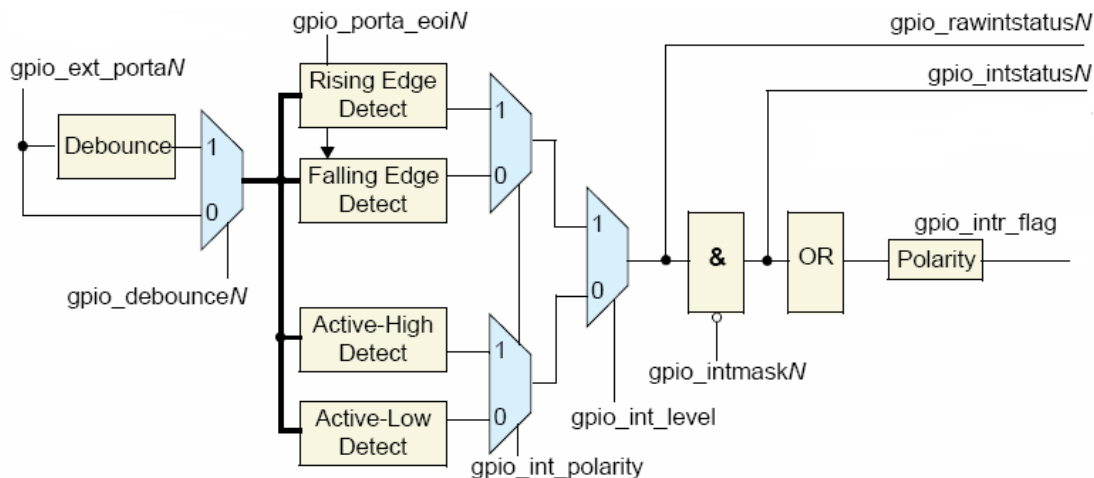 gpio_porta_eoiN
gpio_rawintstatusN
gpio_ext_portaN
gpio_intstatusN
Rising Edge
Detect
1
Debounce
1
0
Falling Edge
Detect
0
1
0
gpio_intr_flag
&
OR
Polarity
gpio_debounceN
Active-High
Detect
1
gpio_intmaskN
Active-Low
Detect
0
gpio_int_level
gpio_int_polarity